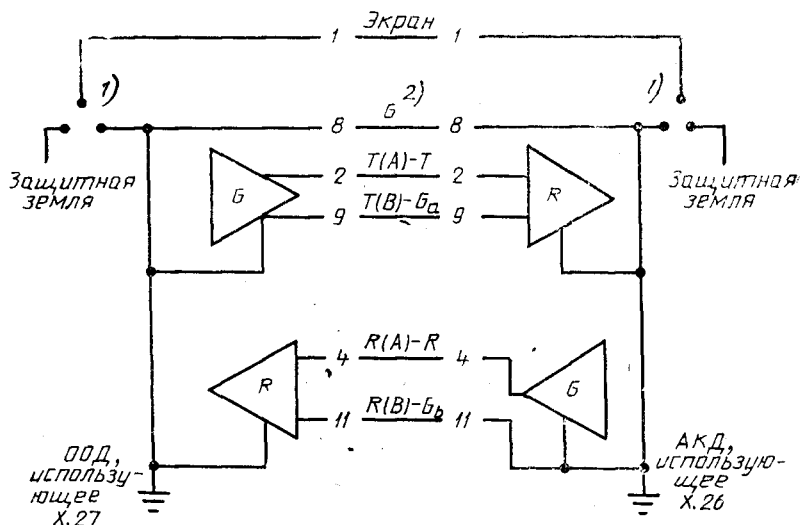 1 Экран 1
1) 1)
8 G 2) 8
Защитная
земля
Защитная
земля
G
2 T(A)-T 2
R
9 T(B)-Ga 9
R
4 R(A)-R 4
G
11 R(B)-Gb 11
ООД,
использу-
ющее
X.27
АКД,
использую-
щее
X.26